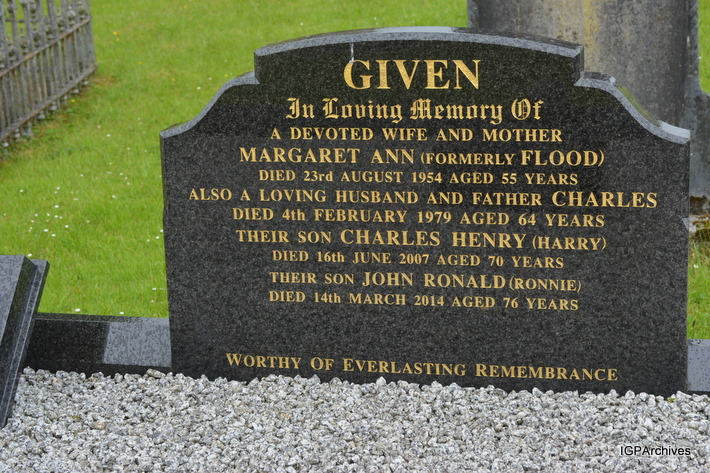 GIVEN
In Loving Memory Of
A DEVOTED WIFE AND MOTHER
MARGARET ANN (FORMERLY FLOOD)
DIED 23rd AUGUST 1954 AGED 55 YEARS
ALSO A LOVING HUSBAND AND FATHER CHARLES
DIED 4th FEBRUARY 1979 AGED 64 YEARS
THEIR SON CHARLES HENRY (HARRY)
DIED 16th JUNE 2007 AGED 70 YEARS
THEIR SON JOHN RONALD (RONNIE)
DIED 14th MARCH 2014 AGED 76 YEARS
WORTHY OF EVERLASTING REMEMBRANCE
IGPArchives